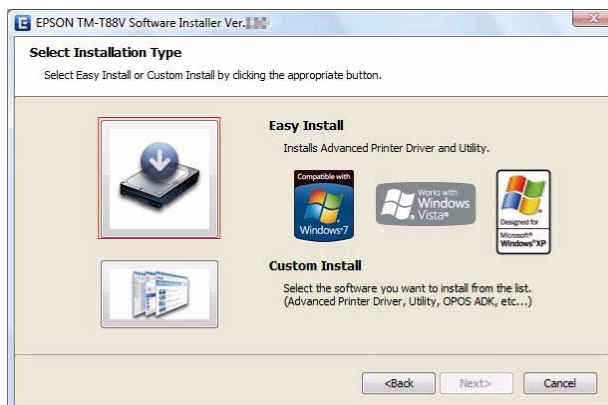 EPSON TM-T88V Software Installer Ver.
Select Installation Type
Select Easy Install or Custom Install by clicking the appropriate button.
Easy Install
Installs Advanced Printer Driver and Utility.
Compatible with
Windows 7
Works with
Windows
Vista®
Designed for
Microsoft®
Windows®XP
Custom Install
Select the software you want to install from the list.
(Advanced Printer Driver, Utility, OPOS ADK, etc...)
<Back
Next>
Cancel